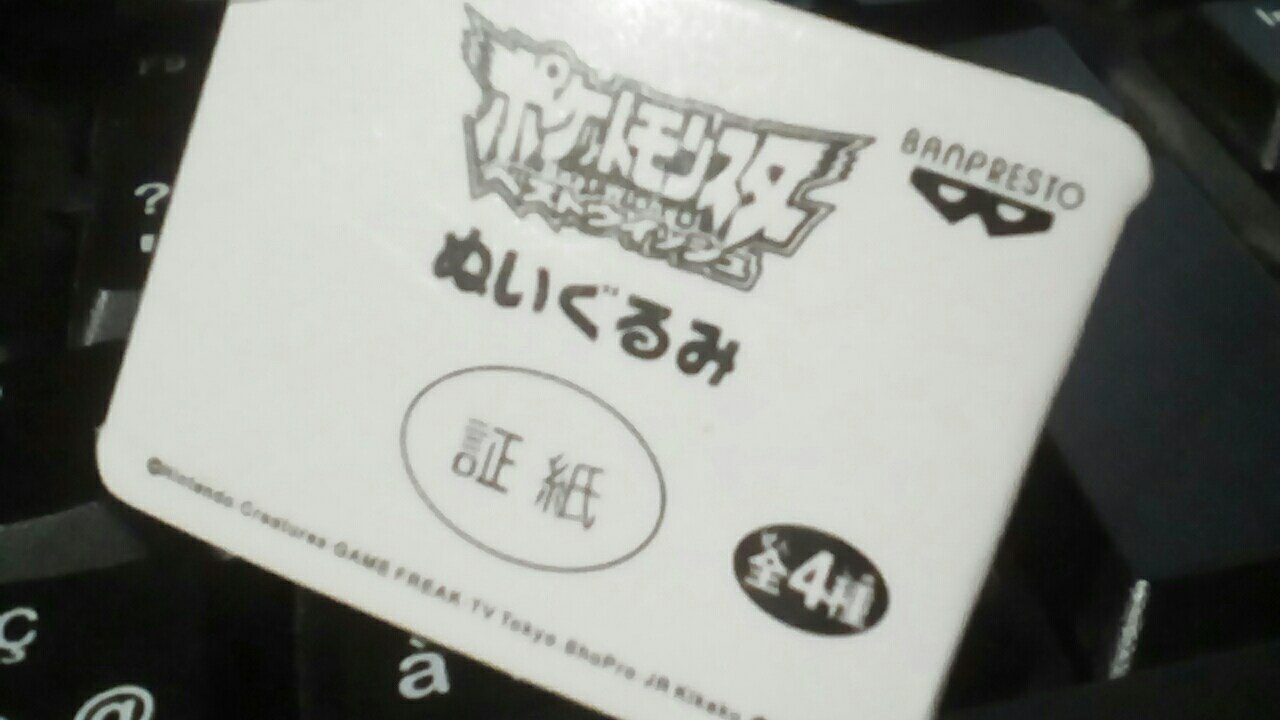 ポケットモンスター
ベストウイッシュ
BANPRESTO
ぬいぐるみ
証紙
全4種
©Nintendo Creatures GAME FREAK TV Tokyo ShoPro JR Kikaku ©
?
ç
@
à